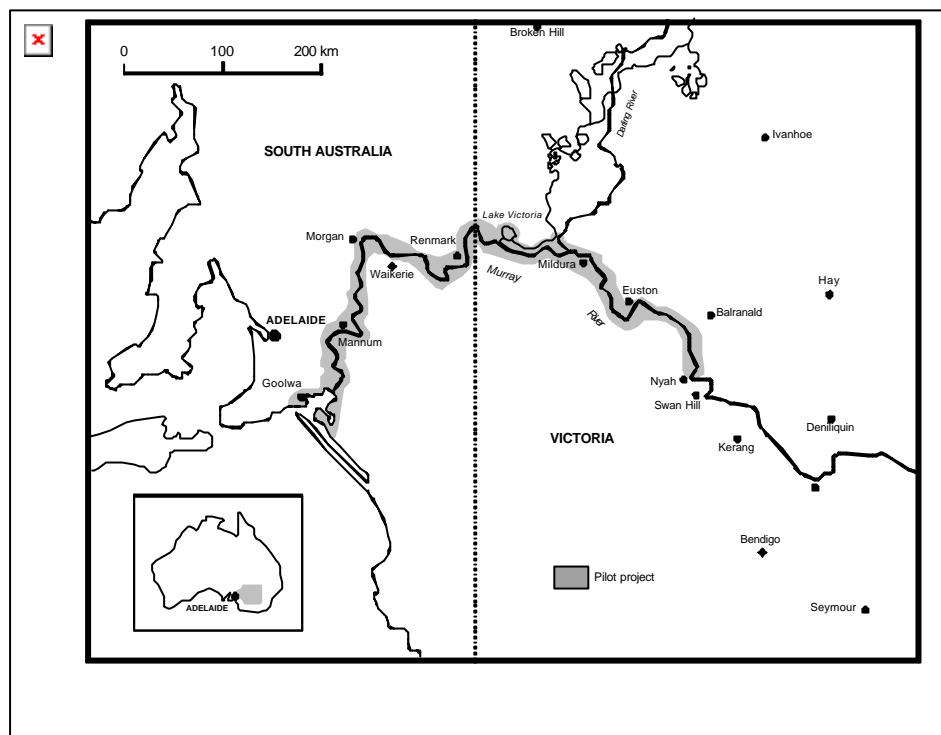 Broken Hill
0 100 200 km
Darling River
Ivanhoe
SOUTH AUSTRALIA
Lake Victoria
Morgan
Renmark
Waikerie
Murray
Mildura
Hay
River
Euston
Balranald
ADELAIDE
Mannum
Goolwa
Nyah
Swan Hill
Deniliquin
VICTORIA
Kerang
Bendigo
Pilot project
ADELAIDE
Seymour